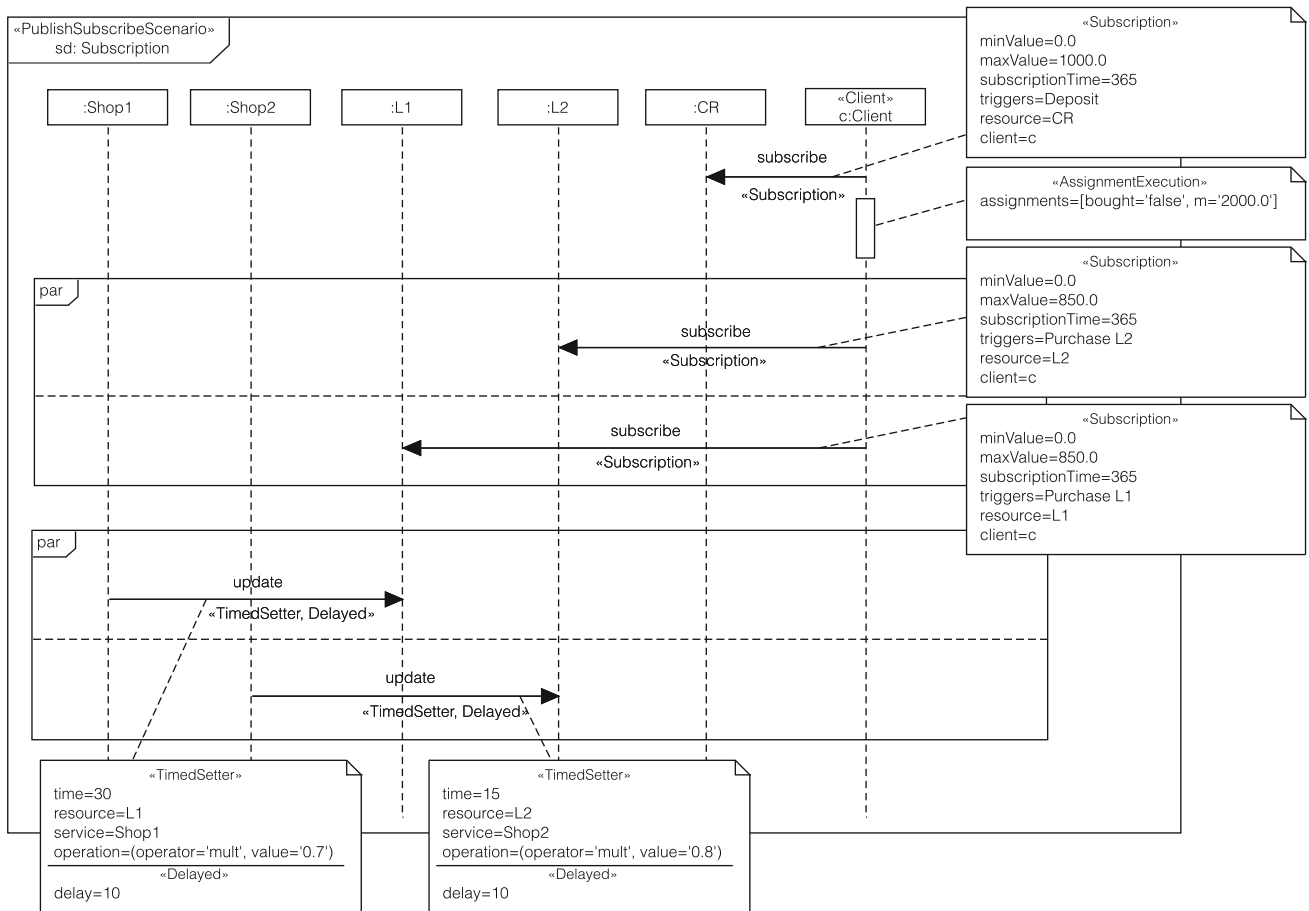 «PublishSubscribeScenario»
sd: Subscription
«Subscription»
minValue=0.0
maxValue=1000.0
subscriptionTime=365
triggers=Deposit
resource=CR
client=c
:Shop1
:Shop2
:L1
:L2
:CR
«Client»
c:Client
subscribe
«Subscription»
«AssignmentExecution»
assignments=[bought='false', m='2000.0']
«Subscription»
minValue=0.0
maxValue=850.0
subscriptionTime=365
triggers=Purchase L2
resource=L2
client=c
par
subscribe
«Subscription»
«Subscription»
minValue=0.0
maxValue=850.0
subscriptionTime=365
triggers=Purchase L1
resource=L1
client=c
subscribe
«Subscription»
par
update
«TimedSetter, Delayed»
update
«TimedSetter, Delayed»
«TimedSetter»
time=30
resource=L1
service=Shop1
operation=(operator='mult', value='0.7')
«Delayed»
delay=10
«TimedSetter»
time=15
resource=L2
service=Shop2
operation=(operator='mult', value='0.8')
«Delayed»
delay=10